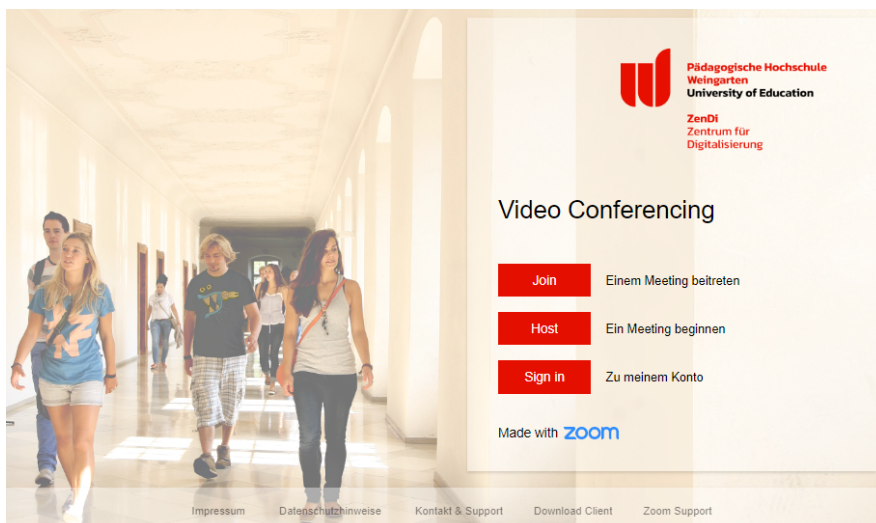 Pädagogische Hochschule
Weingarten
University of Education
ZenDi
Zentrum für
Digitalisierung
Video Conferencing
Join Einem Meeting beitreten
Host Ein Meeting beginnen
Sign in Zu meinem Konto
Made with zoom
Impressum Datenschutzhinweise Kontakt & Support Download Client Zoom Support